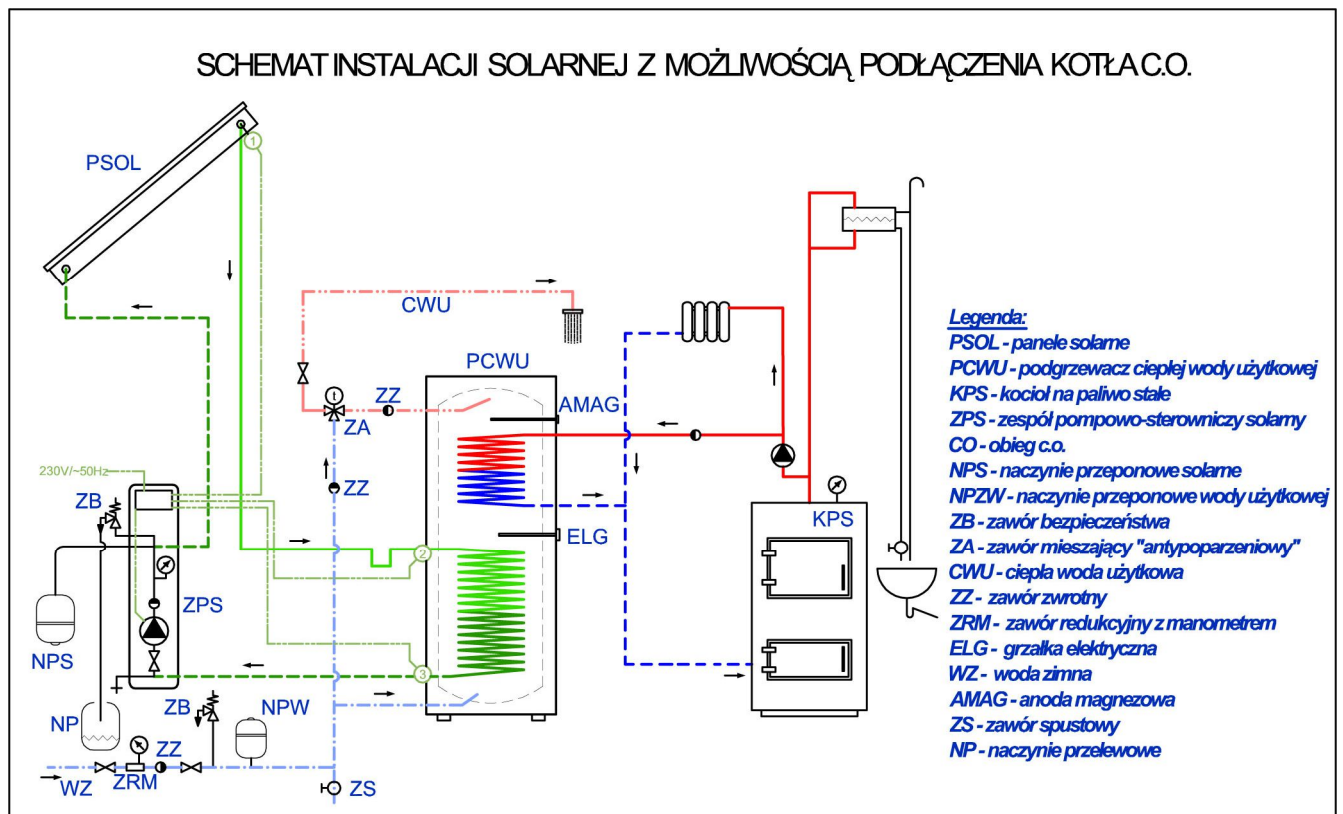 SCHEMAT INSTALACJI SOLARNEJ Z MOŻLIWOŚCIĄ PODŁĄCZENIA KOTŁA C.O.
1
PSOL
CWU
PCWU
ZZ
AMAG
ZA
230V/~50Hz
ZB
ZZ
KPS
ELG
2
ZPS
NPS
3
ZB
NPW
NP
ZZ
WZ
ZRM
ZS
t
Legenda:
PSOL - panele solarne
PCWU - podgrzewacz ciepłej wody użytkowej
KPS - kocioł na paliwo stałe
ZPS - zespół pompowo-sterowniczy solarny
CO - obieg c.o.
NPS - naczynie przeponowe solarne
NPZW - naczynie przeponowe wody użytkowej
ZB - zawór bezpieczeństwa
ZA - zawór mieszający "antypoparzeniowy"
CWU - ciepła woda użytkowa
ZZ - zawór zwrotny
ZRM - zawór redukcyjny z manometrem
ELG - grzałka elektryczna
WZ - woda zimna
AMAG - anoda magnezowa
ZS - zawór spustowy
NP - naczynie przelewowe